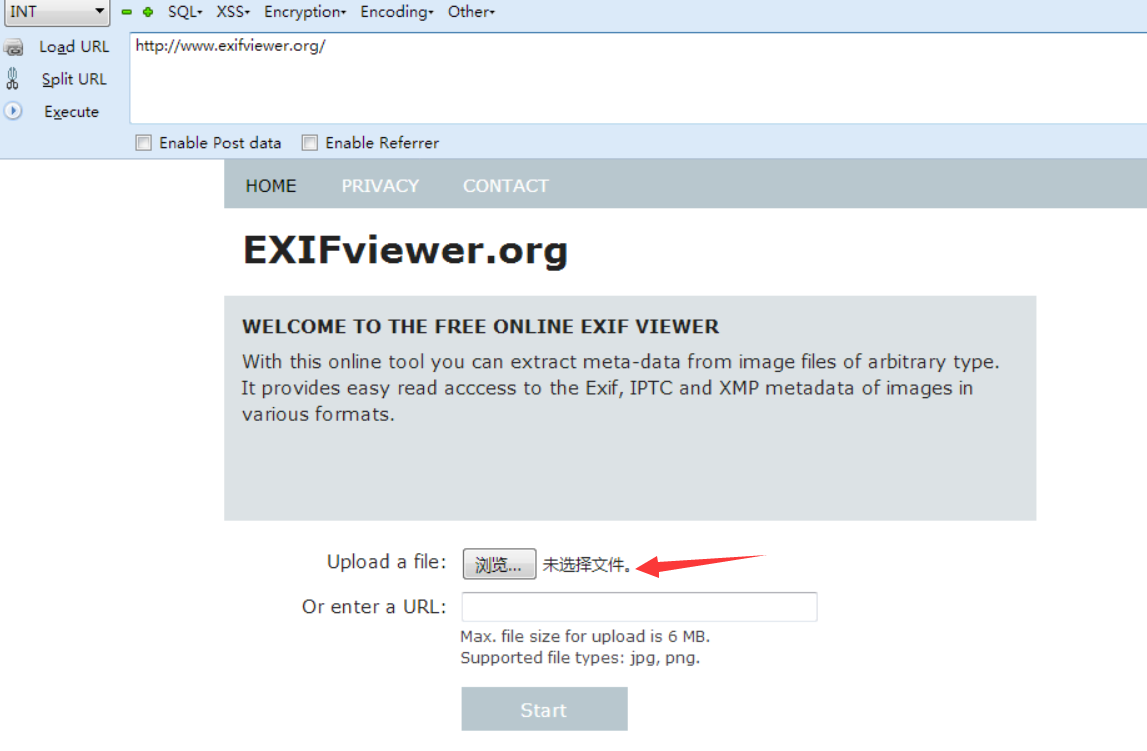 INT SQL XSS Encryption Encoding Other
Load URL http://www.exifviewer.org/
Split URL
Execute
Enable Post data Enable Referrer
HOME PRIVACY CONTACT
EXIFviewer.org
WELCOME TO THE FREE ONLINE EXIF VIEWER
With this online tool you can extract meta-data from image files of arbitrary type.
It provides easy read acccess to the Exif, IPTC and XMP metadata of images in
various formats.
Upload a file: 浏览... 未选择文件。
Or enter a URL:
Max. file size for upload is 6 MB.
Supported file types: jpg, png.
Start